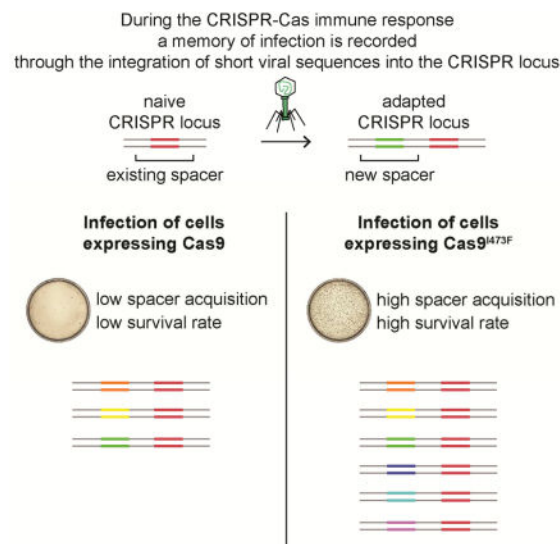 During the CRISPR-Cas immune response
a memory of infection is recorded
through the integration of short viral sequences into the CRISPR locus
naive
CRISPR locus
adapted
CRISPR locus
existing spacer
new spacer
Infection of cells
expressing Cas9
Infection of cells
expressing Cas9I473F
low spacer acquisition
low survival rate
high spacer acquisition
high survival rate